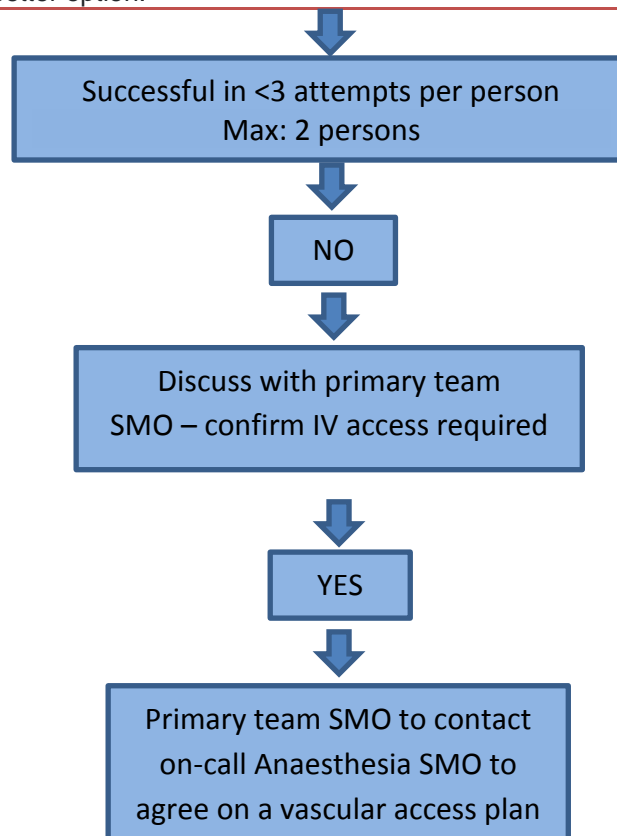 option.
Successful in <3 attempts per person
Max: 2 persons
NO
Discuss with primary team
SMO – confirm IV access required
YES
Primary team SMO to contact
on-call Anaesthesia SMO to
agree on a vascular access plan